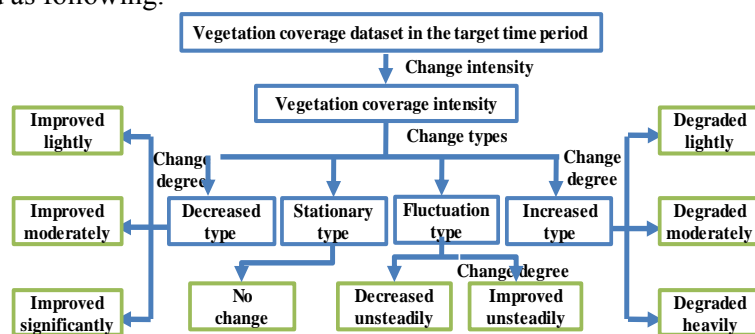 u as following:
Vegetation coverage dataset in the target time period
Change intensity
Vegetation coverage intensity
Change types
Improved
lightly
Change
degree
Change
degree
Degraded
lightly
Improved
moderately
Decreased
type
Stationary
type
Fluctuation
type
Increased
type
Degraded
moderately
Change degree
Improved
significantly
No
change
Decreased
unsteadily
Improved
unsteadily
Degraded
heavily